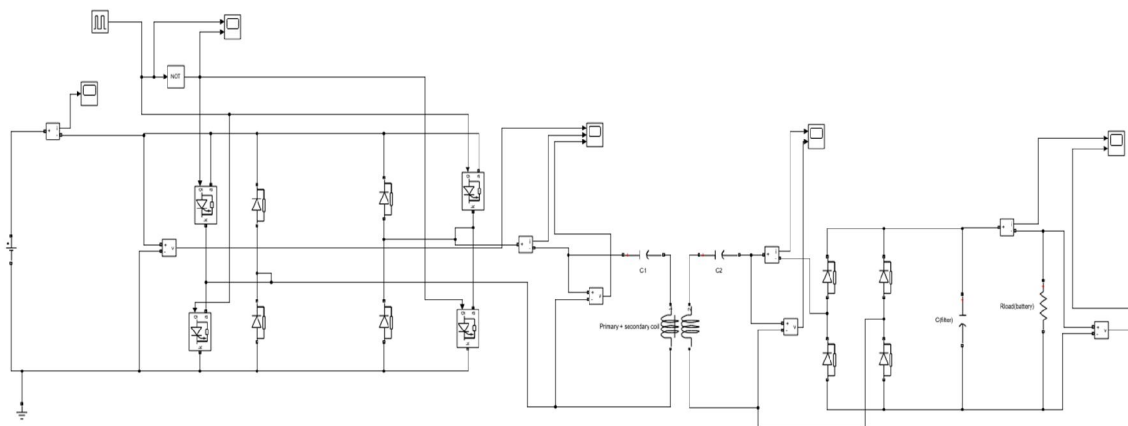 NOT
C1
C2
Primary + secondary coil
C(filter)
Rload(battery)